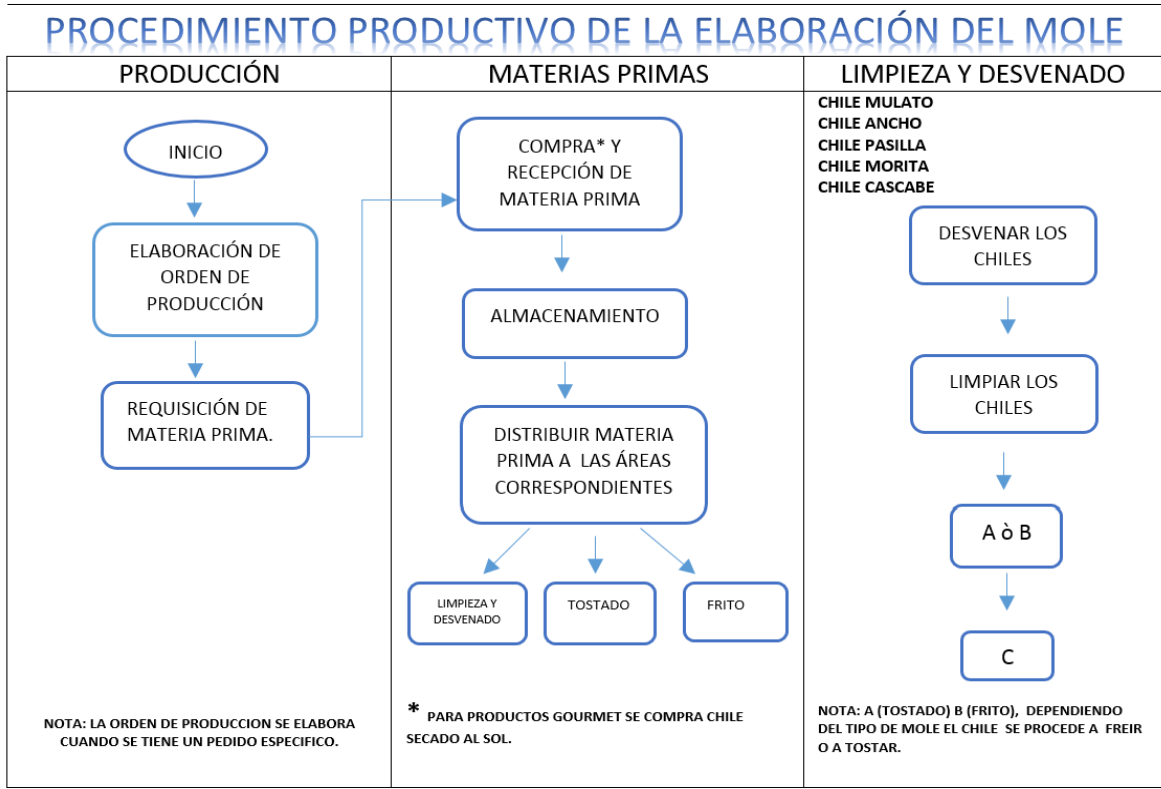 PROCEDIMIENTO PRODUCTIVO DE LA ELABORACIÓN DEL MOLE
PRODUCCIÓN
INICIO
ELABORACIÓN DE
ORDEN DE
PRODUCCIÓN
REQUISICIÓN DE
MATERIA PRIMA.
NOTA: LA ORDEN DE PRODUCCION SE ELABORA
CUANDO SE TIENE UN PEDIDO ESPECIFICO.
MATERIAS PRIMAS
COMPRA* Y
RECEPCIÓN DE
MATERIA PRIMA
ALMACENAMIENTO
DISTRIBUIR MATERIA
PRIMA A LAS ÁREAS
CORRESPONDIENTES
LIMPIEZA Y
DESVENADO
TOSTADO
FRITO
* PARA PRODUCTOS GOURMET SE COMPRA CHILE
SECADO AL SOL.
LIMPIEZA Y DESVENADO
CHILE MULATO
CHILE ANCHO
CHILE PASILLA
CHILE MORITA
CHILE CASCABE
DESVENAR LOS
CHILES
LIMPIAR LOS
CHILES
A ò B
C
NOTA: A (TOSTADO) B (FRITO), DEPENDIENDO
DEL TIPO DE MOLE EL CHILE SE PROCEDE A FREIR
O A TOSTAR.